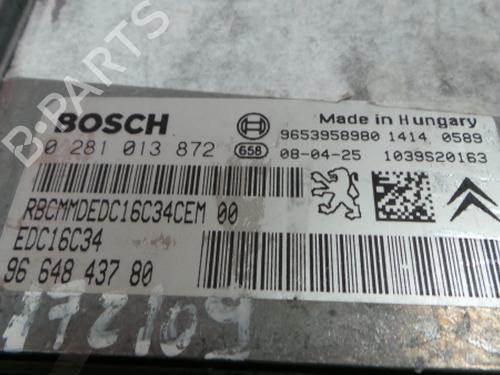 BOSCH
Made in Hungary
9653958980 1414 0589
0 281 013 872
658
08-04-25 1039S20163
RBCMMDEDC16C34CEM 00
EDC16C34
96 648 437 80
172109
B-PARTS